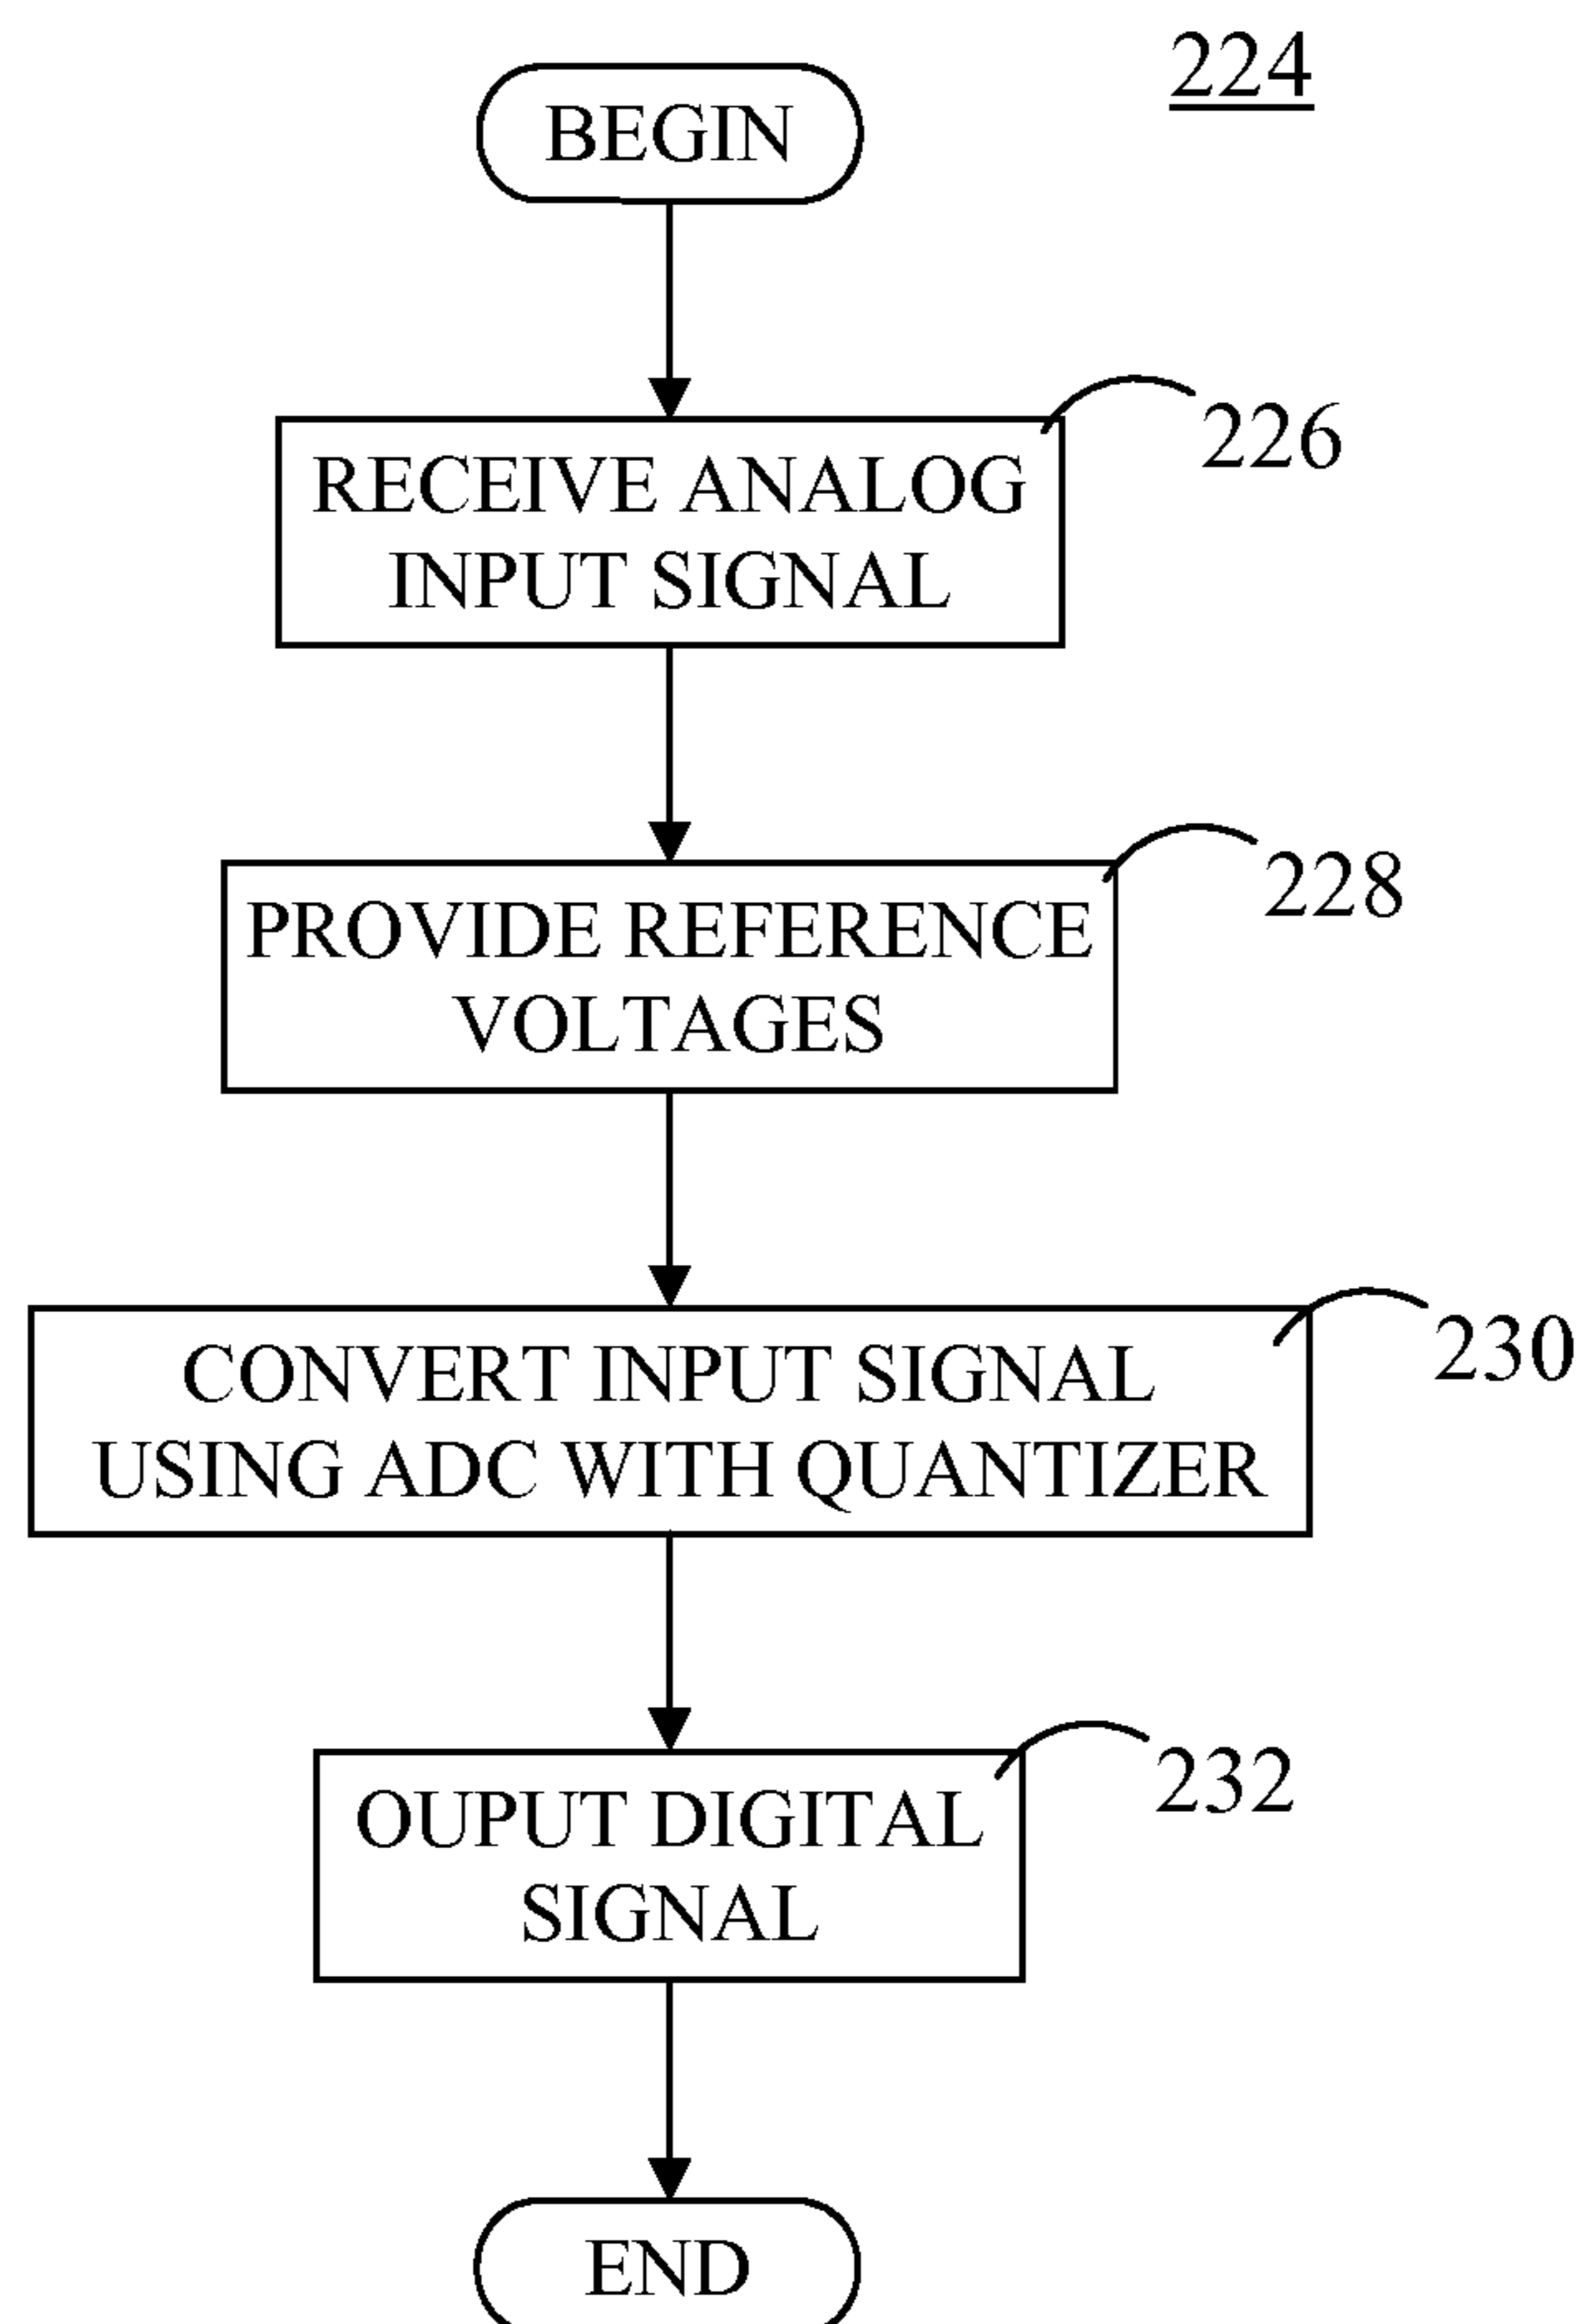 224
BEGIN
226
RECEIVE ANALOG
INPUT SIGNAL
228
PROVIDE REFERENCE
VOLTAGES
230
CONVERT INPUT SIGNAL
USING ADC WITH QUANTIZER
232
OUPUT DIGITAL
SIGNAL
END